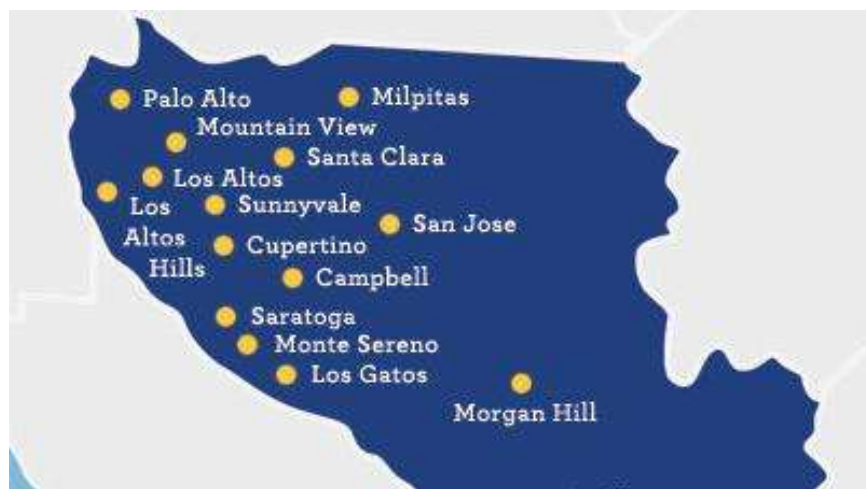 Palo Alto
Milpitas
Mountain View
Santa Clara
Los Altos
Los
Altos
Hills
Sunnyvale
San Jose
Cupertino
Campbell
Saratoga
Monte Sereno
Los Gatos
Morgan Hill